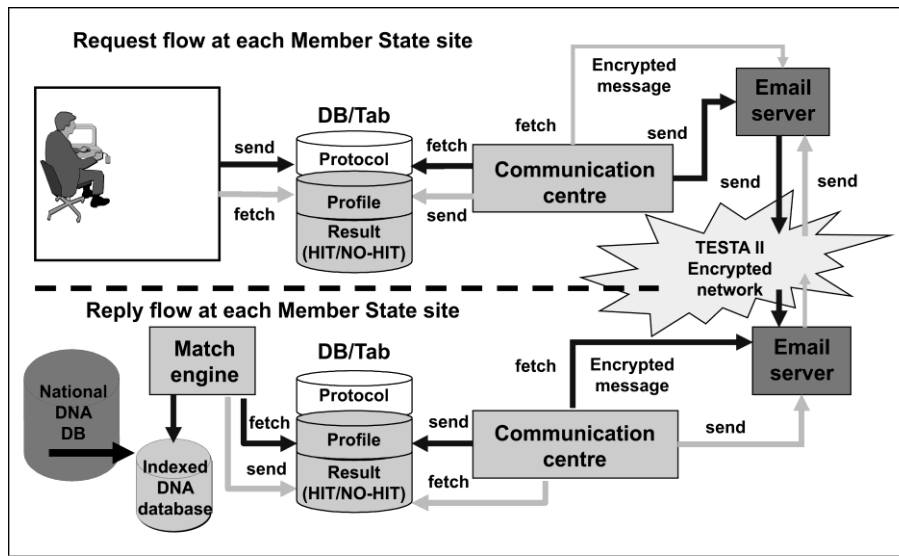 Request flow at each Member State site
Encrypted
message
Email
server
DB/Tab
fetch
send
send
fetch
Protocol
Communication
centre
Profile
fetch
send
Result
(HIT/NO-HIT)
send
send
TESTA II
Encrypted
network
Reply flow at each Member State site
Match
engine
DB/Tab
fetch
Encrypted
message
Email
server
National
DNA
DB
Protocol
fetch
send
Profile
Communication
centre
send
send
Indexed
DNA
database
Result
(HIT/NO-HIT)
fetch